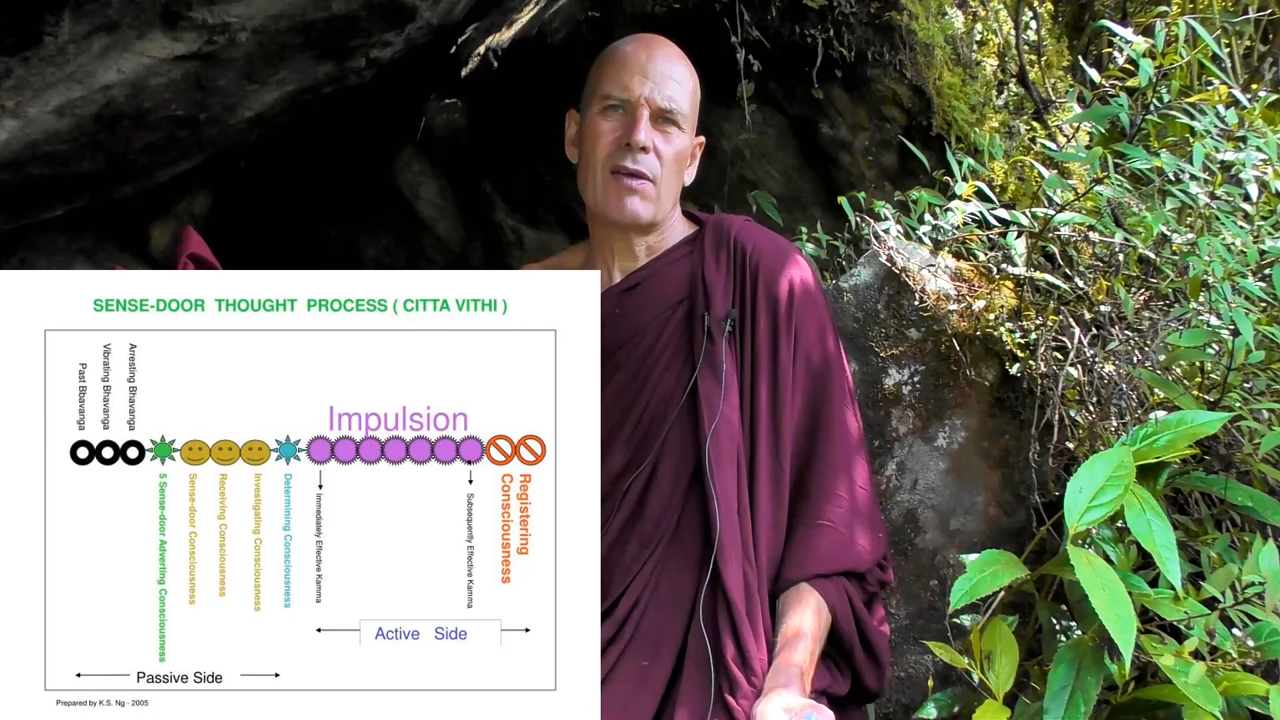 SENSE-DOOR THOUGHT PROCESS ( CITTA VITHI )
Past Bbavanga
Vibrating Bhavanga
Arresting Bhavanga
Impulsion
5 Sense-door Adverting Consciousness
Sense-door Consciousness
Receiving Consciousness
Investigating Consciousness
Determining Consciousness
Immediately Effective Kamma
Subsequently Effective Kamma
Registering
Consciousness
Active Side
Passive Side
Prepared by K.S. Ng - 2005